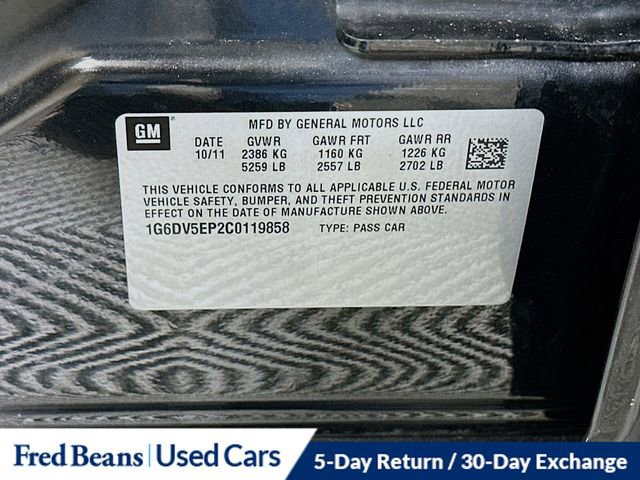 GM
MFD BY GENERAL MOTORS LLC
DATE GVWR GAWR FRT GAWR RR
10/11 2386 KG 1160 KG 1226 KG
5259 LB 2557 LB 2702 LB
THIS VEHICLE CONFORMS TO ALL APPLICABLE U.S. FEDERAL MOTOR
VEHICLE SAFETY, BUMPER, AND THEFT PREVENTION STANDARDS IN
EFFECT ON THE DATE OF MANUFACTURE SHOWN ABOVE.
1G6DV5EP2C0119858 TYPE: PASS CAR
Fred Beans | Used Cars
5-Day Return / 30-Day Exchange